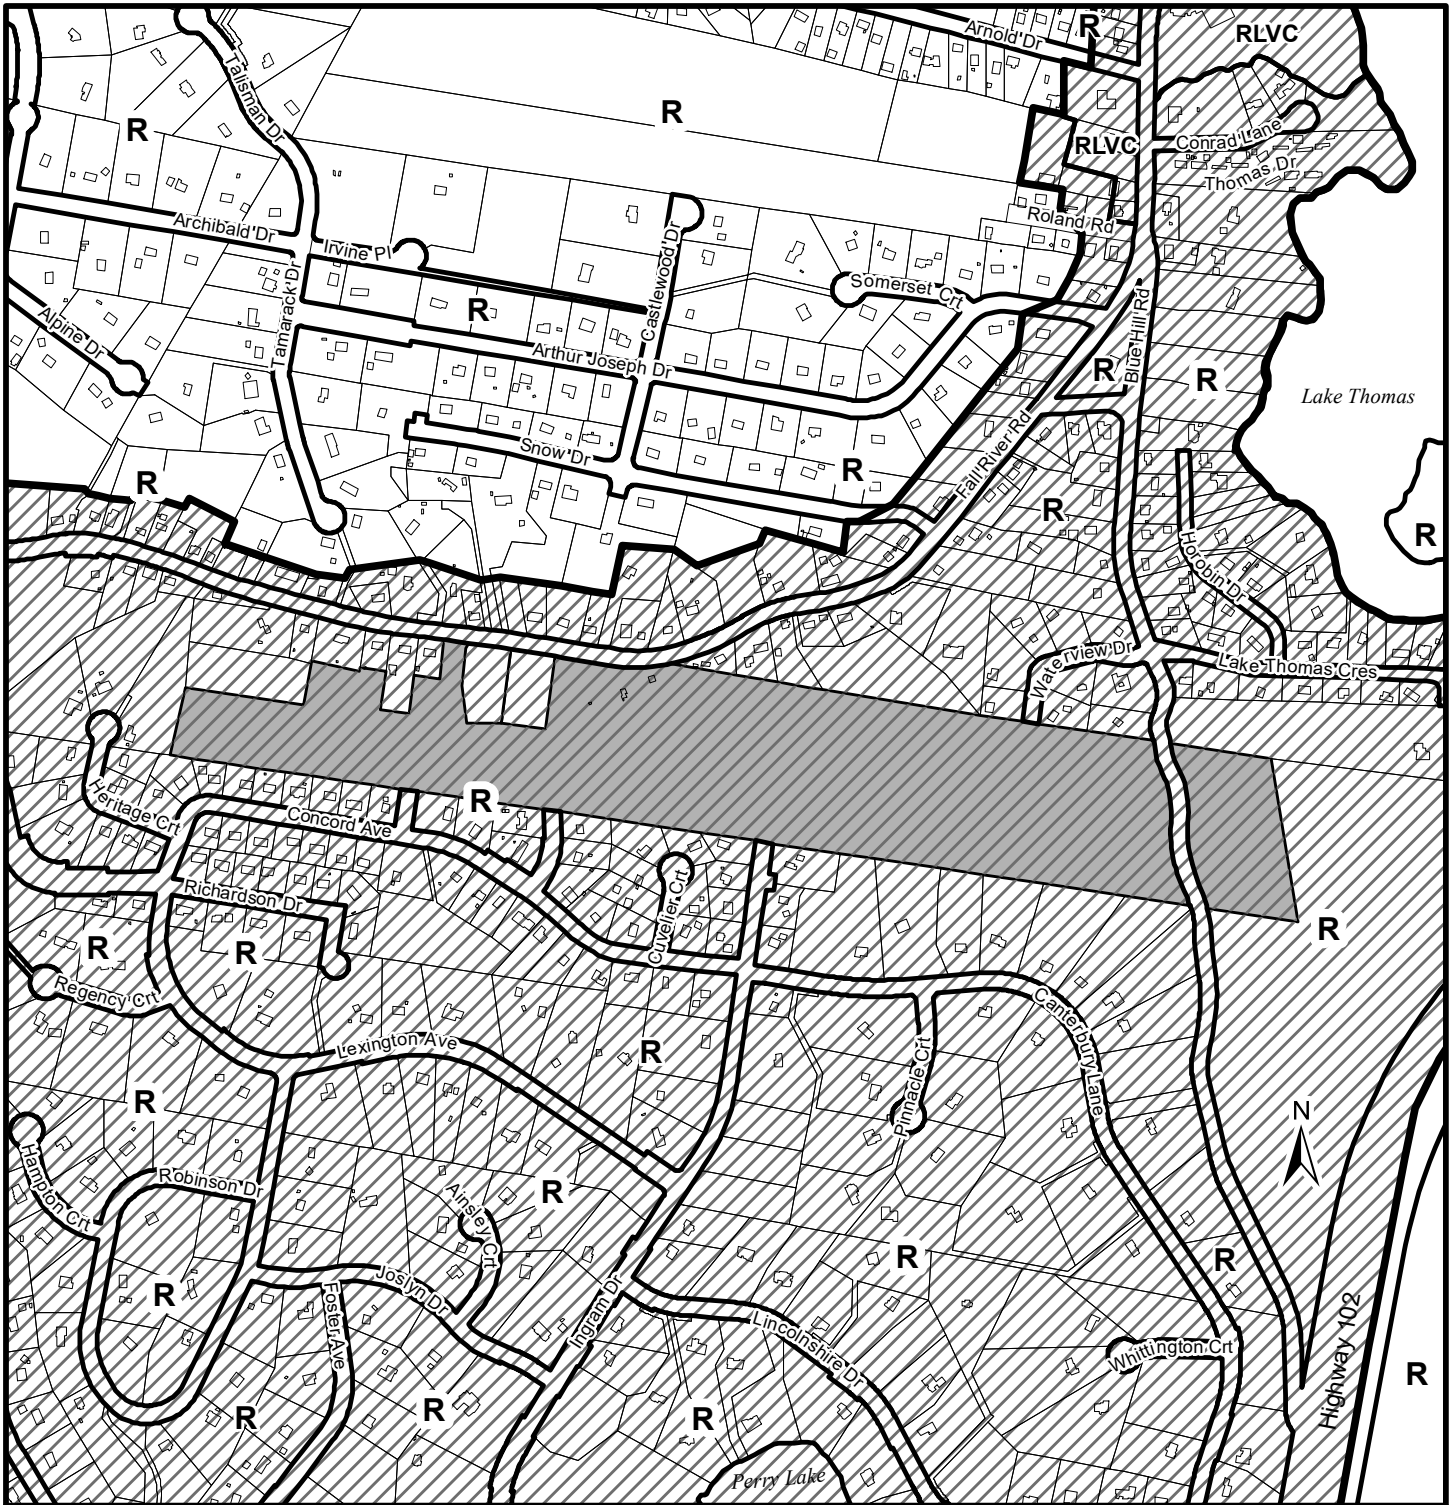 R
Arnold Dr
RLVC
Talisman Dr
R
R
RLVC
Conrad Lane
Thomas Dr
Roland Rd
Archibald Dr
Irvine Pl
Castlewood Dr
Somerset Crt
Tamarack Dr
R
Alpine Dr
Arthur Joseph Dr
Blue Hill Rd
R
R
Lake Thomas
Snow Dr
Fall River Rd
R
R
R
R
Hobin Dr
Waterview Dr
Lake Thomas Cres
Heritage Crt
R
Concord Ave
Richardson Dr
Cuvelier Crt
R
R
R
Regency Crt
Canterbury Lane
Lexington Ave
R
Pinnacle Crt
R
N
Hampton Crt
Robinson Dr
R
Ainsley Crt
R
R
R
Joslyn Dr
Foster Ave
Ingram Dr
Lincolnshire Dr
Whittington Crt
Highway 102
R
R
R
R
Perry Lake